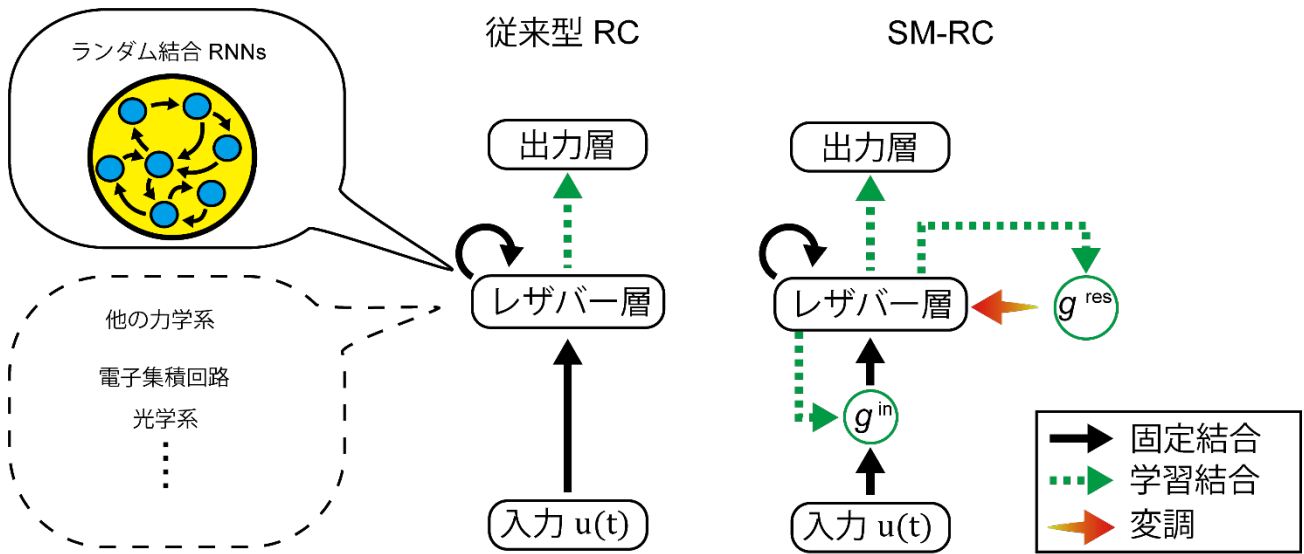 ランダム結合 RNNs
他の力学系
電子集積回路
光学系
従来型 RC
出力層
レザバー層
入力 u(t)
SM-RC
出力層
レザバー層
g res
g in
入力 u(t)
固定結合
学習結合
変調